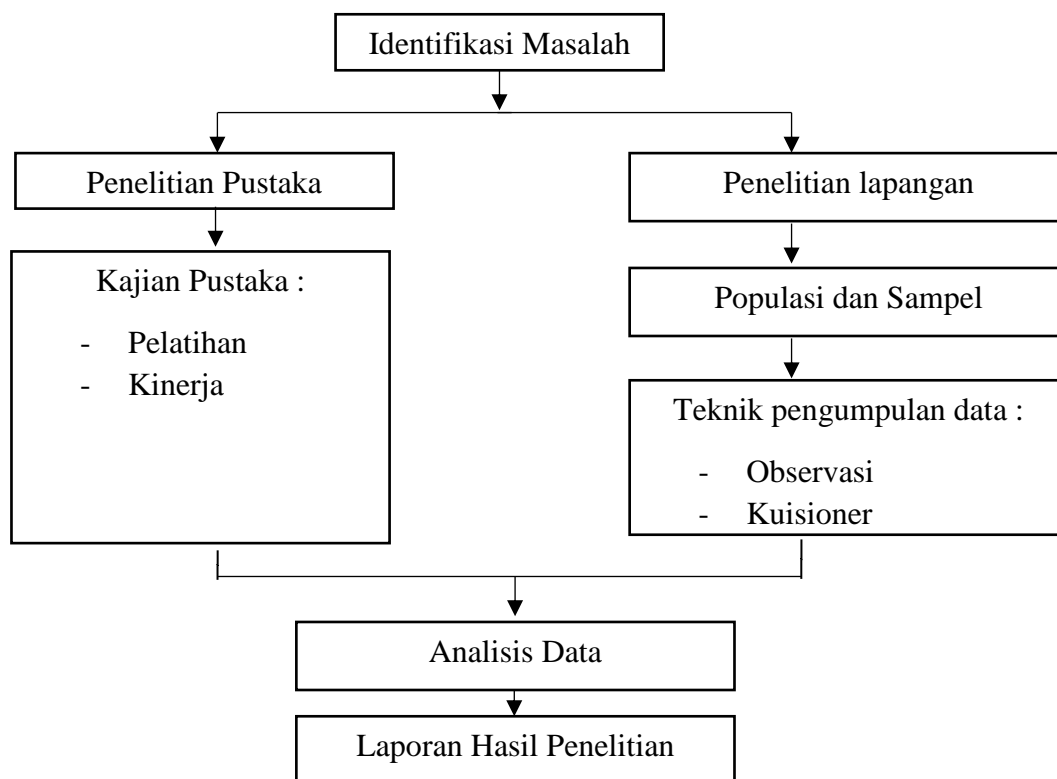 Identifikasi Masalah
Penelitian Pustaka
Penelitian lapangan
Kajian Pustaka :
- Pelatihan
- Kinerja
Populasi dan Sampel
Teknik pengumpulan data :
- Observasi
- Kuisioner
Analisis Data
Laporan Hasil Penelitian